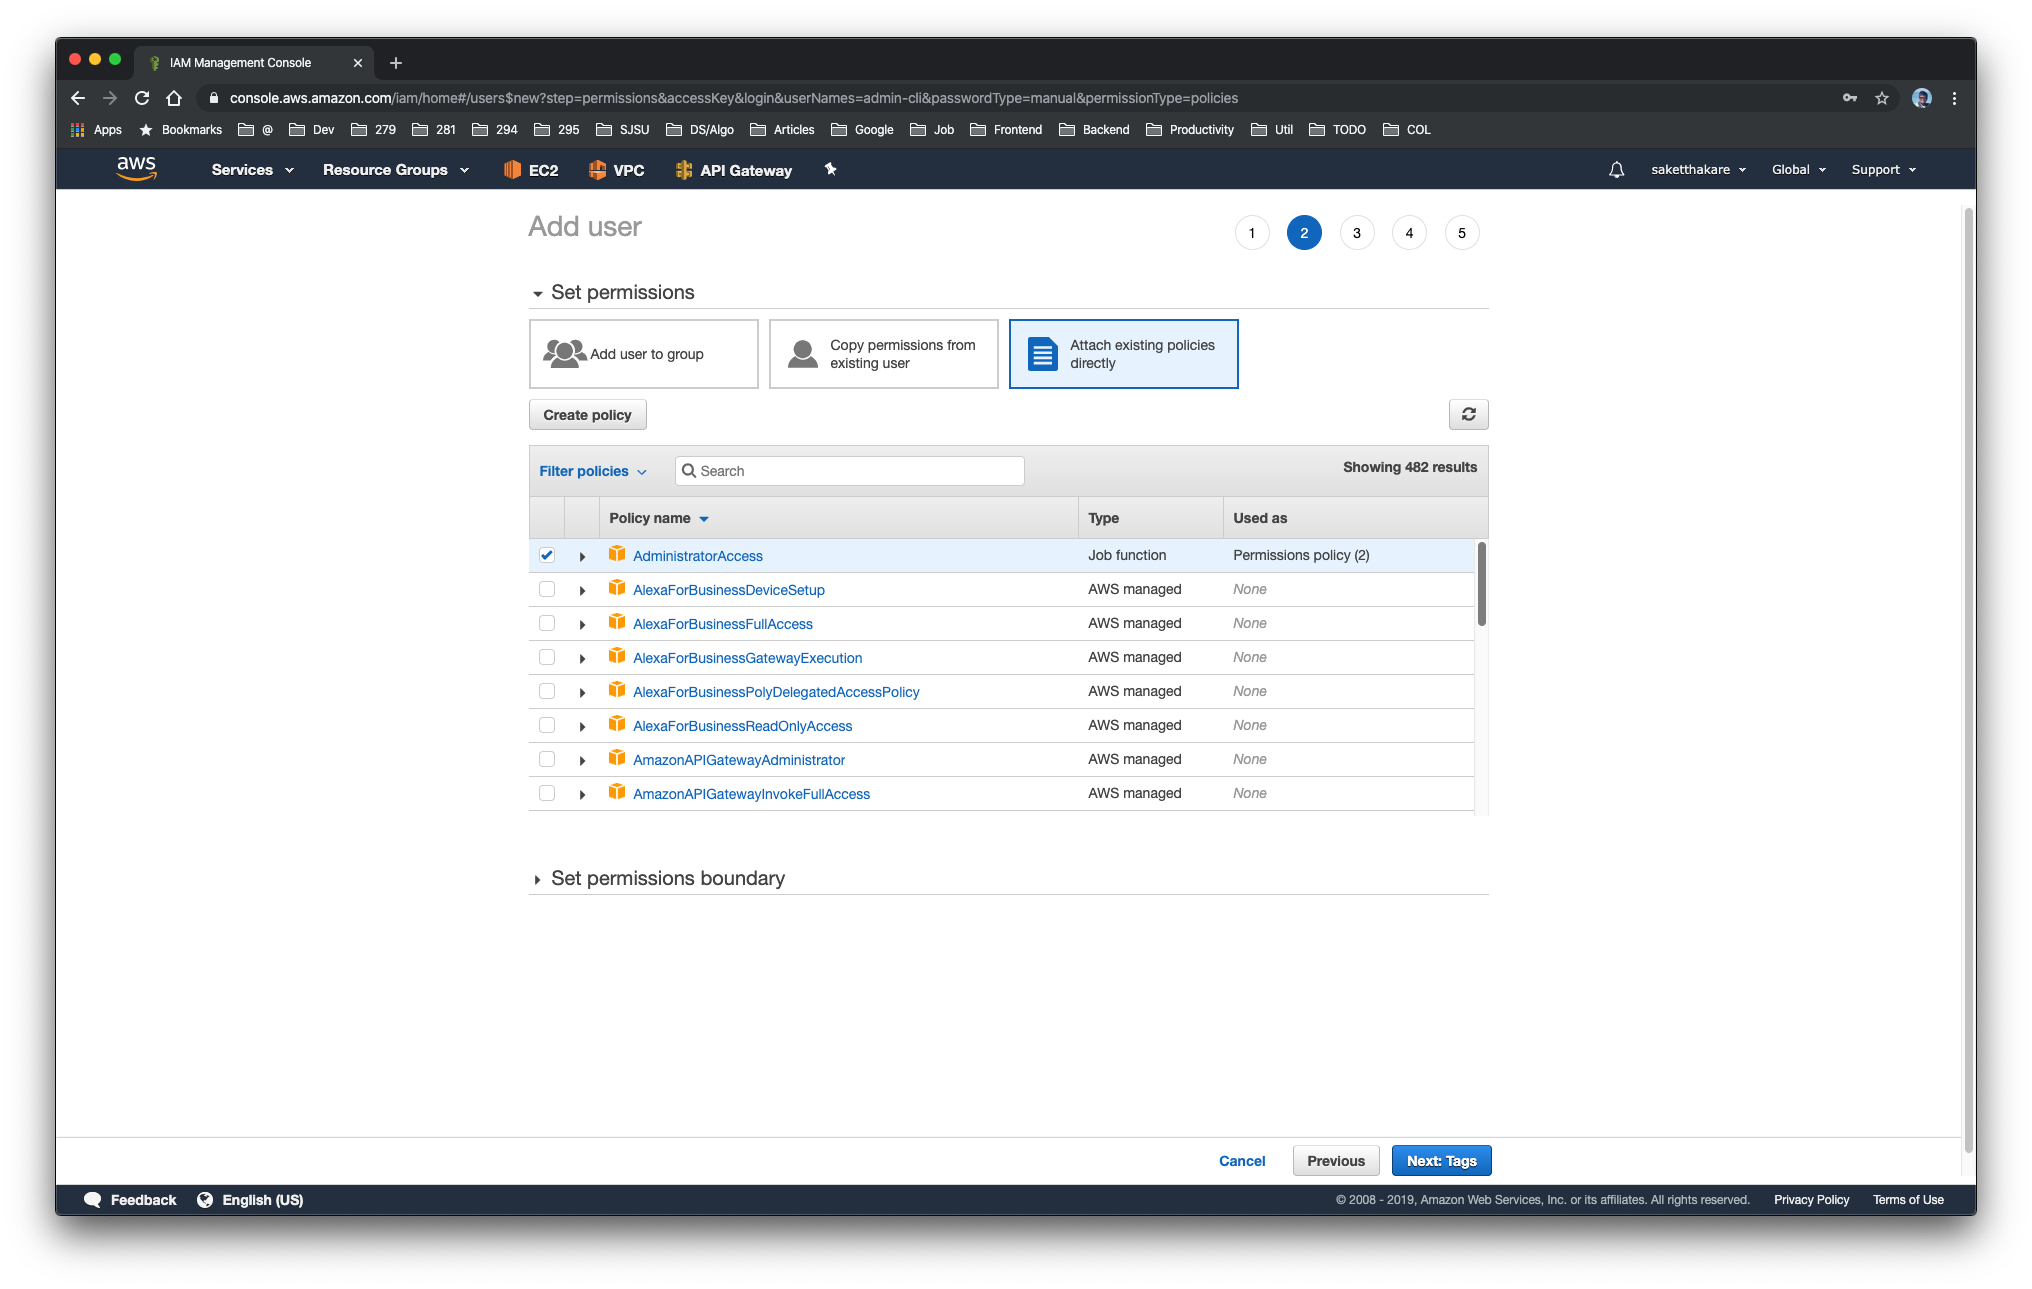 IAM Management Console
console.aws.amazon.com/iam/home#/users$new?step=permissions&accessKey&login&userNames=admin-cli&passwordType=manual&permissionType=policies
Apps Bookmarks @ Dev 279 281 294 295 SJSU DS/Algo Articles Google Job Frontend Backend Productivity Util TODO COL
aws Services Resource Groups EC2 VPC API Gateway saketthakare Global Support
Add user 1 2 3 4 5
Set permissions
Add user to group
Copy permissions from
existing user
Attach existing policies
directly
Create policy
Filter policies Search Showing 482 results
Policy name Type Used as
AdministratorAccess Job function Permissions policy (2)
AlexaForBusinessDeviceSetup AWS managed None
AlexaForBusinessFullAccess AWS managed None
AlexaForBusinessGatewayExecution AWS managed None
AlexaForBusinessPolyDelegatedAccessPolicy AWS managed None
AlexaForBusinessReadOnlyAccess AWS managed None
AmazonAPIGatewayAdministrator AWS managed None
AmazonAPIGatewayInvokeFullAccess AWS managed None
Set permissions boundary
Cancel Previous Next: Tags
Feedback English (US) © 2008 - 2019, Amazon Web Services, Inc. or its affiliates. All rights reserved. Privacy Policy Terms of Use